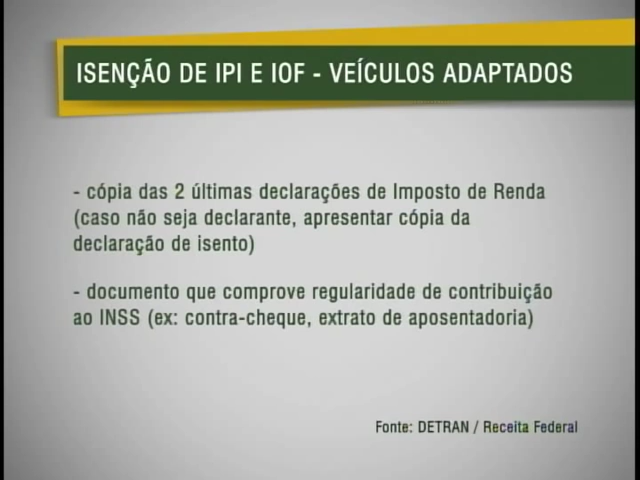 ISENÇÃO DE IPI E IOF - VEÍCULOS ADAPTADOS
- cópia das 2 últimas declarações de Imposto de Renda
(caso não seja declarante, apresentar cópia da
declaração de isento)
- documento que comprove regularidade de contribuição
ao INSS (ex: contra-cheque, extrato de aposentadoria)
Fonte: DETRAN / Receita Federal